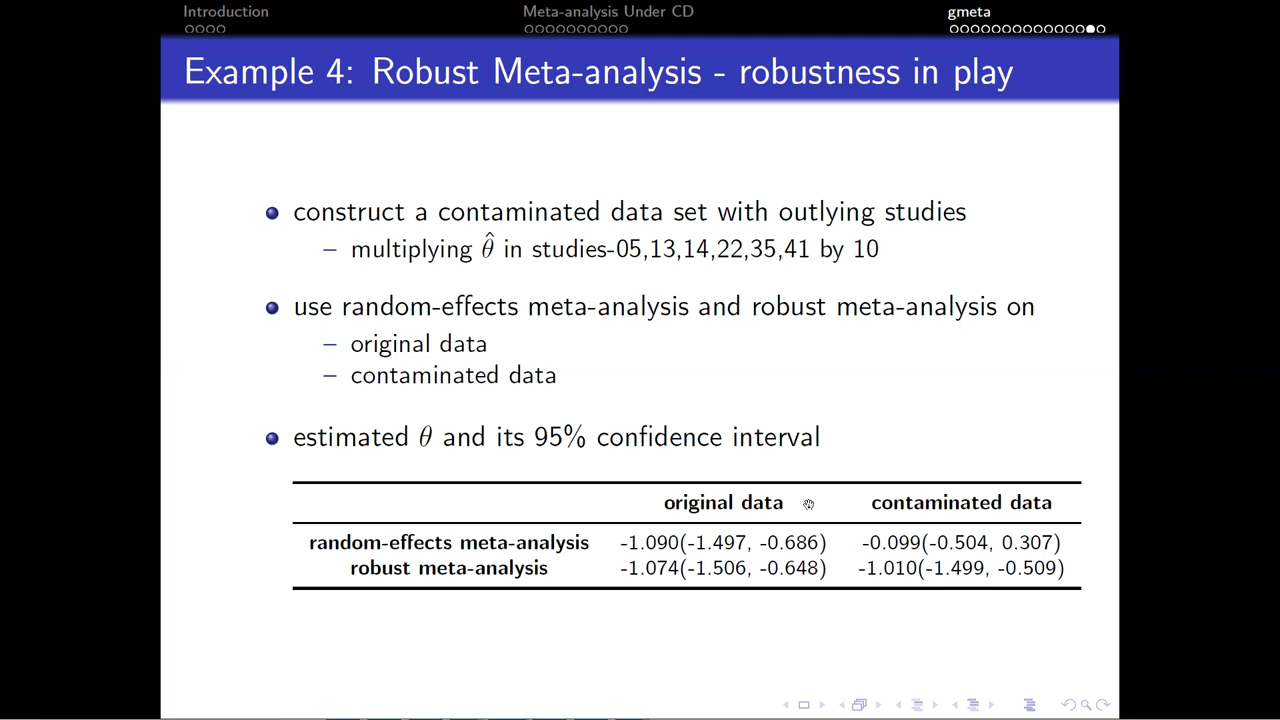 Introduction
Meta-analysis Under CD
gmeta
Example 4: Robust Meta-analysis - robustness in play
construct a contaminated data set with outlying studies
– multiplying θ̂ in studies-05,13,14,22,35,41 by 10
use random-effects meta-analysis and robust meta-analysis on
– original data
– contaminated data
estimated θ and its 95% confidence interval
original data contaminated data
random-effects meta-analysis -1.090(-1.497, -0.686) -0.099(-0.504, 0.307)
robust meta-analysis -1.074(-1.506, -0.648) -1.010(-1.499, -0.509)